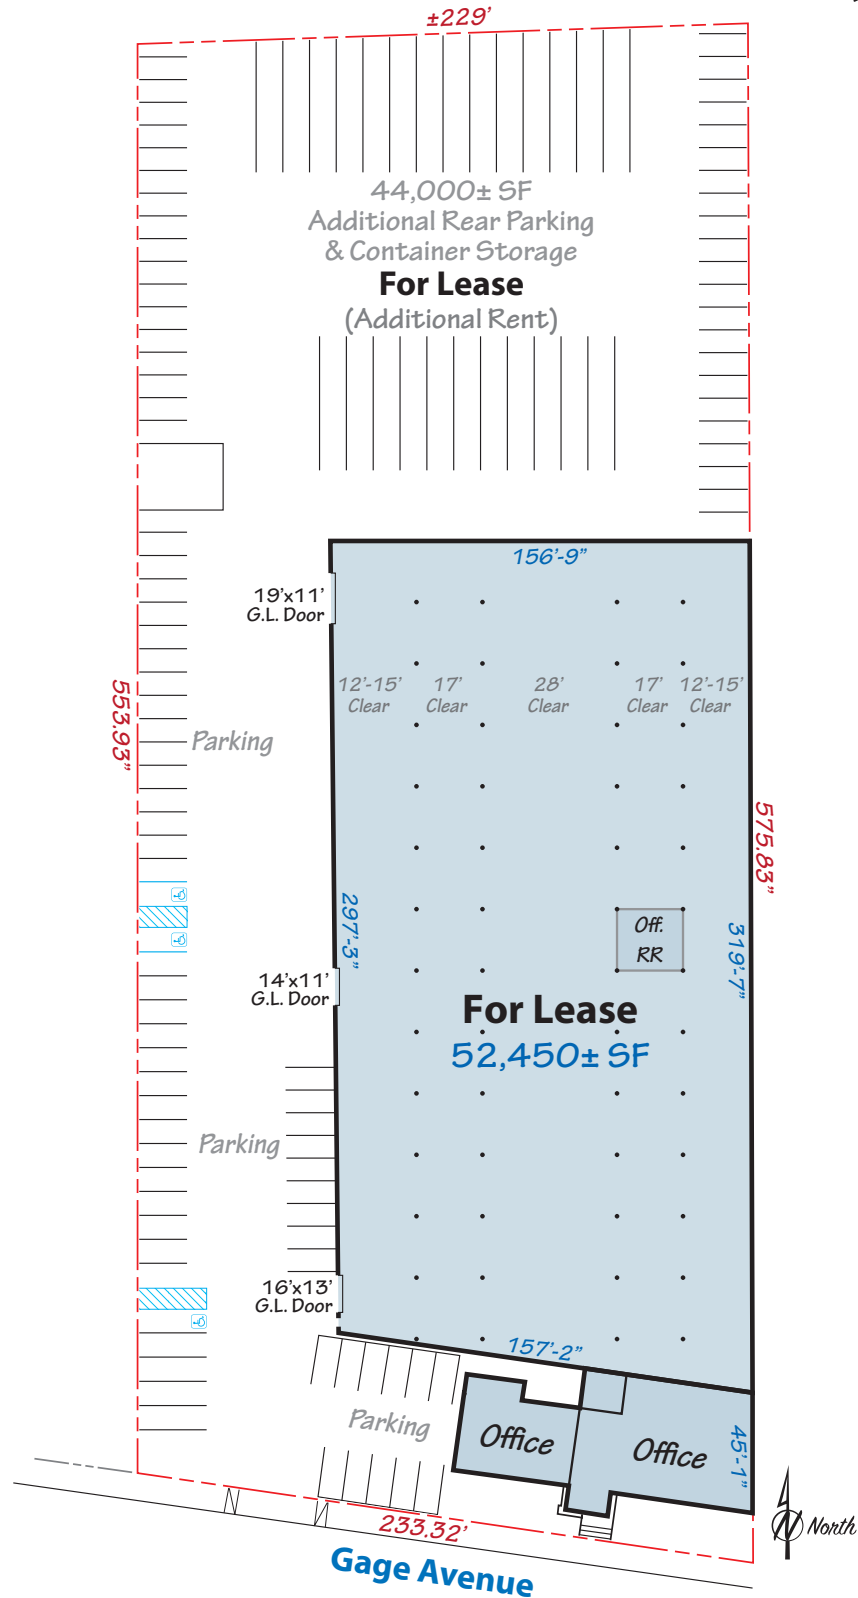 ±229'
44,000± SF
Additional Rear Parking
& Container Storage
For Lease
(Additional Rent)
156'-9"
19'x11'
G.L. Door
12'-15'
Clear
17'
Clear
28'
Clear
17'
Clear
12'-15'
Clear
553.93"
Parking
575.83"
297'-3"
319'-7"
Off.
RR
14'x11'
G.L. Door
For Lease
52,450± SF
Parking
16'x13'
G.L. Door
157'-2"
Parking
Office
Office
45'-1"
233.32'
N North
Gage Avenue